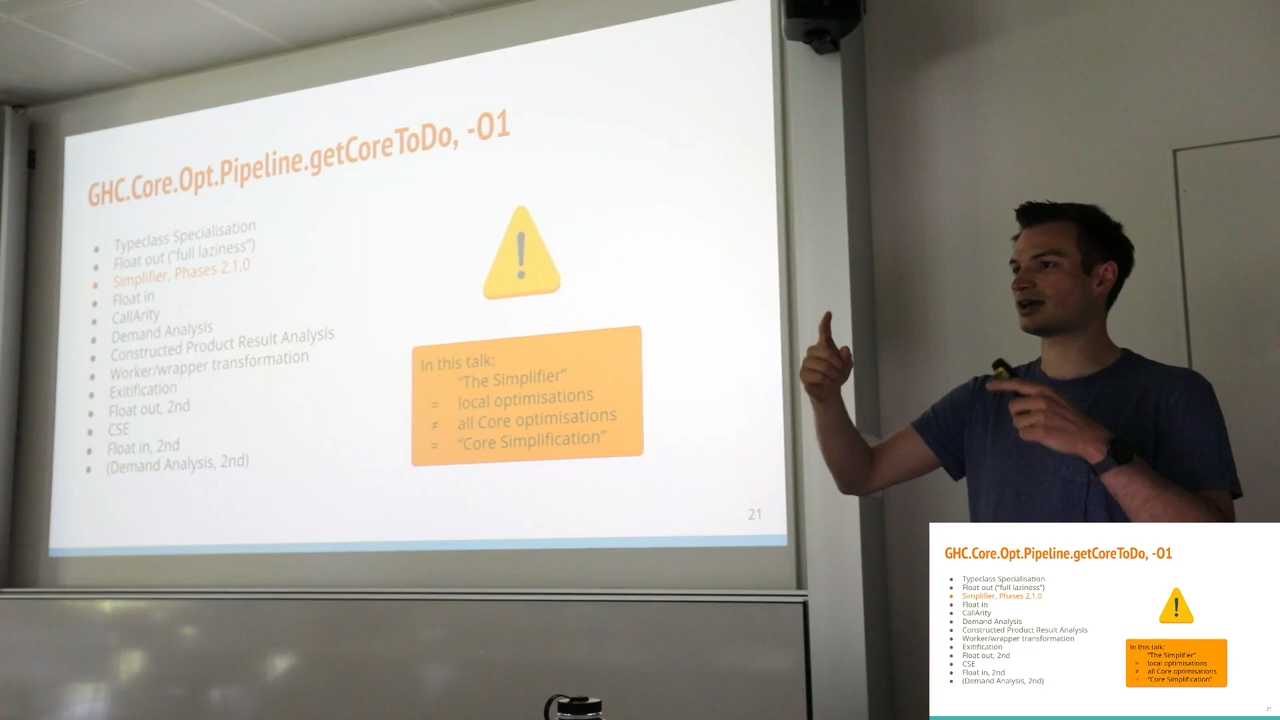 GHC.Core.Opt.Pipeline.getCoreToDo, -O1
● Typeclass Specialisation
● Float out (“full laziness”)
● Simplifier, Phases 2,1,0
● Float in
● CallArity
● Demand Analysis
● Constructed Product Result Analysis
● Worker/wrapper transformation
● Exitification
● Float out, 2nd
● CSE
● Float in, 2nd
● (Demand Analysis, 2nd)
In this talk:
“The Simplifier”
= local optimisations
≠ all Core optimisations
= “Core Simplification”
21
GHC.Core.Opt.Pipeline.getCoreToDo, -O1
● Typeclass Specialisation
● Float out (“full laziness”)
● Simplifier, Phases 2,1,0
● Float in
● CallArity
● Demand Analysis
● Constructed Product Result Analysis
● Worker/wrapper transformation
● Exitification
● Float out, 2nd
● CSE
● Float in, 2nd
● (Demand Analysis, 2nd)
In this talk:
“The Simplifier”
= local optimisations
≠ all Core optimisations
= “Core Simplification”
21